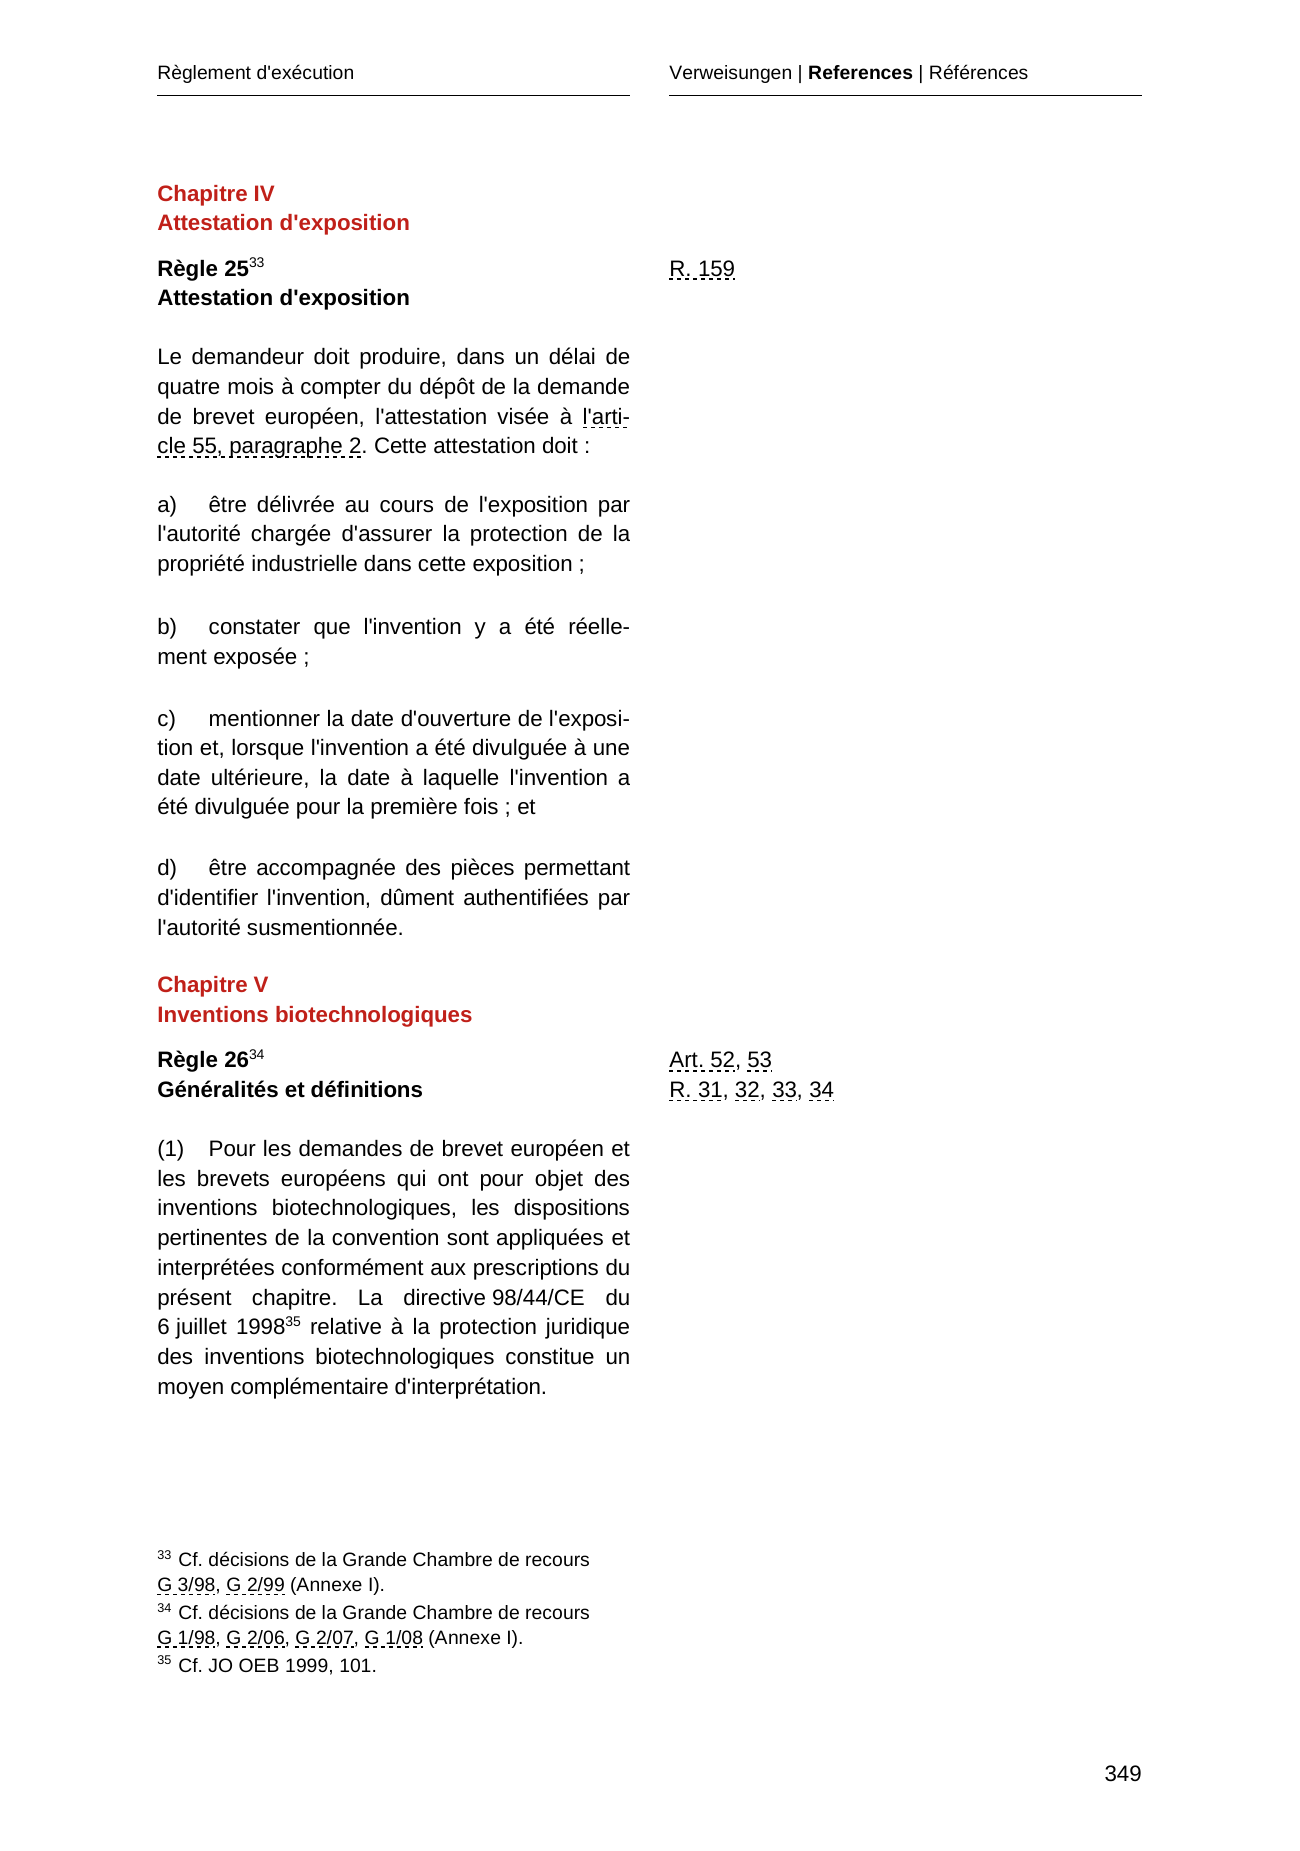 Règlement d'exécution
Verweisungen | References | Références
Chapitre IV
Attestation d'exposition
Règle 25³³
R. 159
Attestation d'exposition
Le demandeur doit produire, dans un délai de
quatre mois à compter du dépôt de la demande
de brevet européen, l'attestation visée à l'arti-
cle 55, paragraphe 2. Cette attestation doit :
a) être délivrée au cours de l'exposition par
l'autorité chargée d'assurer la protection de la
propriété industrielle dans cette exposition ;
b) constater que l'invention y a été réelle-
ment exposée ;
c) mentionner la date d'ouverture de l'exposi-
tion et, lorsque l'invention a été divulguée à une
date ultérieure, la date à laquelle l'invention a
été divulguée pour la première fois ; et
d) être accompagnée des pièces permettant
d'identifier l'invention, dûment authentifiées par
l'autorité susmentionnée.
Chapitre V
Inventions biotechnologiques
Règle 26³⁴
Art. 52, 53
Généralités et définitions
R. 31, 32, 33, 34
(1) Pour les demandes de brevet européen et
les brevets européens qui ont pour objet des
inventions biotechnologiques, les dispositions
pertinentes de la convention sont appliquées et
interprétées conformément aux prescriptions du
présent chapitre. La directive 98/44/CE du
6 juillet 1998³⁵ relative à la protection juridique
des inventions biotechnologiques constitue un
moyen complémentaire d'interprétation.
³³ Cf. décisions de la Grande Chambre de recours
G 3/98, G 2/99 (Annexe I).
³⁴ Cf. décisions de la Grande Chambre de recours
G 1/98, G 2/06, G 2/07, G 1/08 (Annexe I).
³⁵ Cf. JO OEB 1999, 101.
349